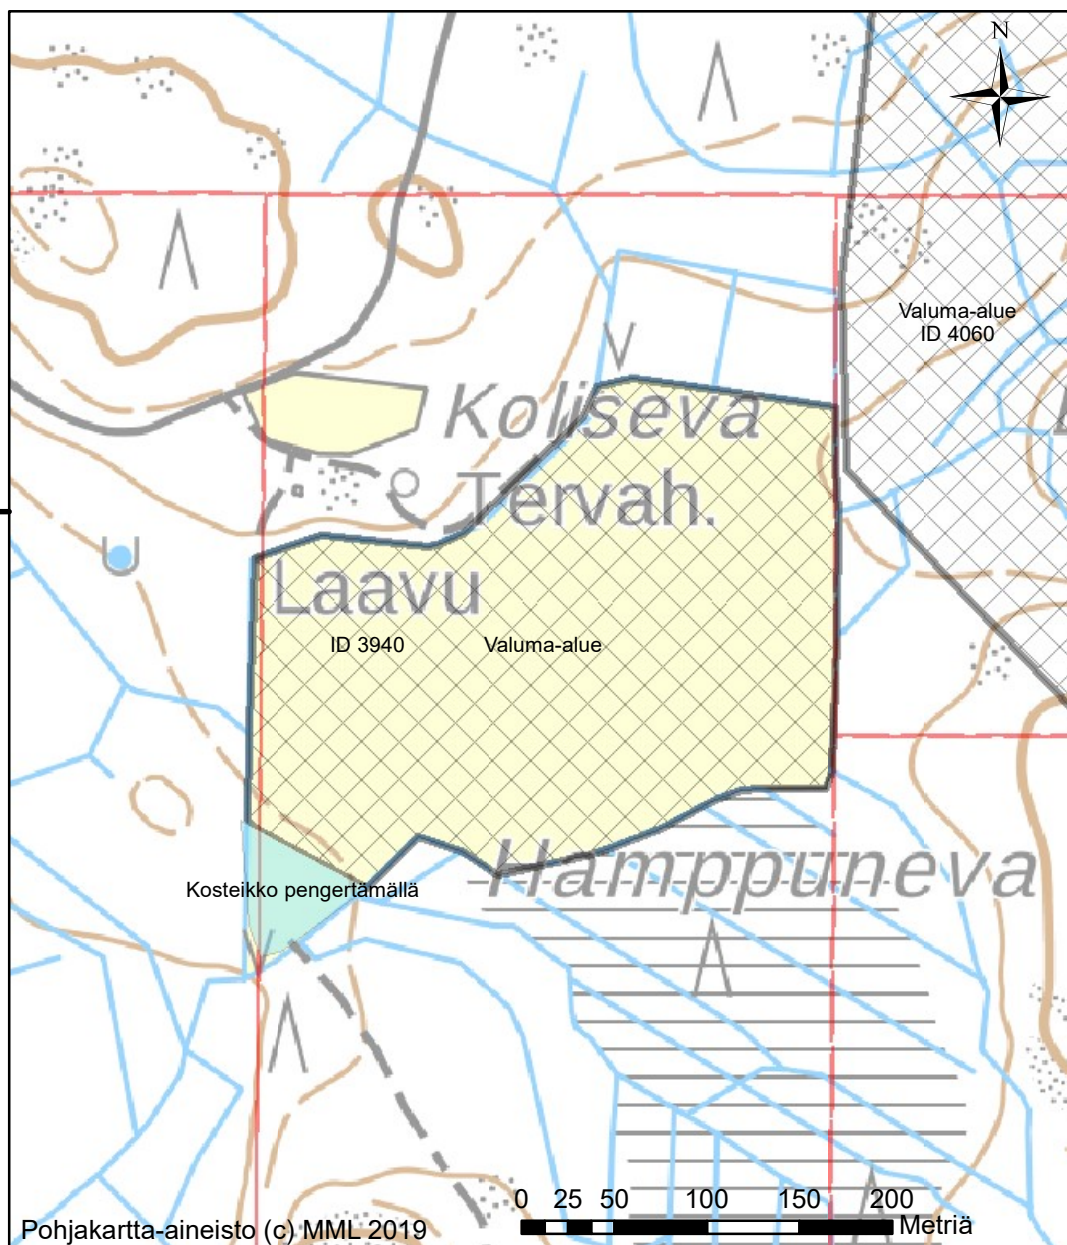 N
Valuma-alue
ID 4060
Koliseva
Tervah.
Laavu
ID 3940 Valuma-alue
Hamppuneva
Kosteikko pengertämällä
0 25 50 100 150 200
Metriä
Pohjakartta-aineisto (c) MML 2019